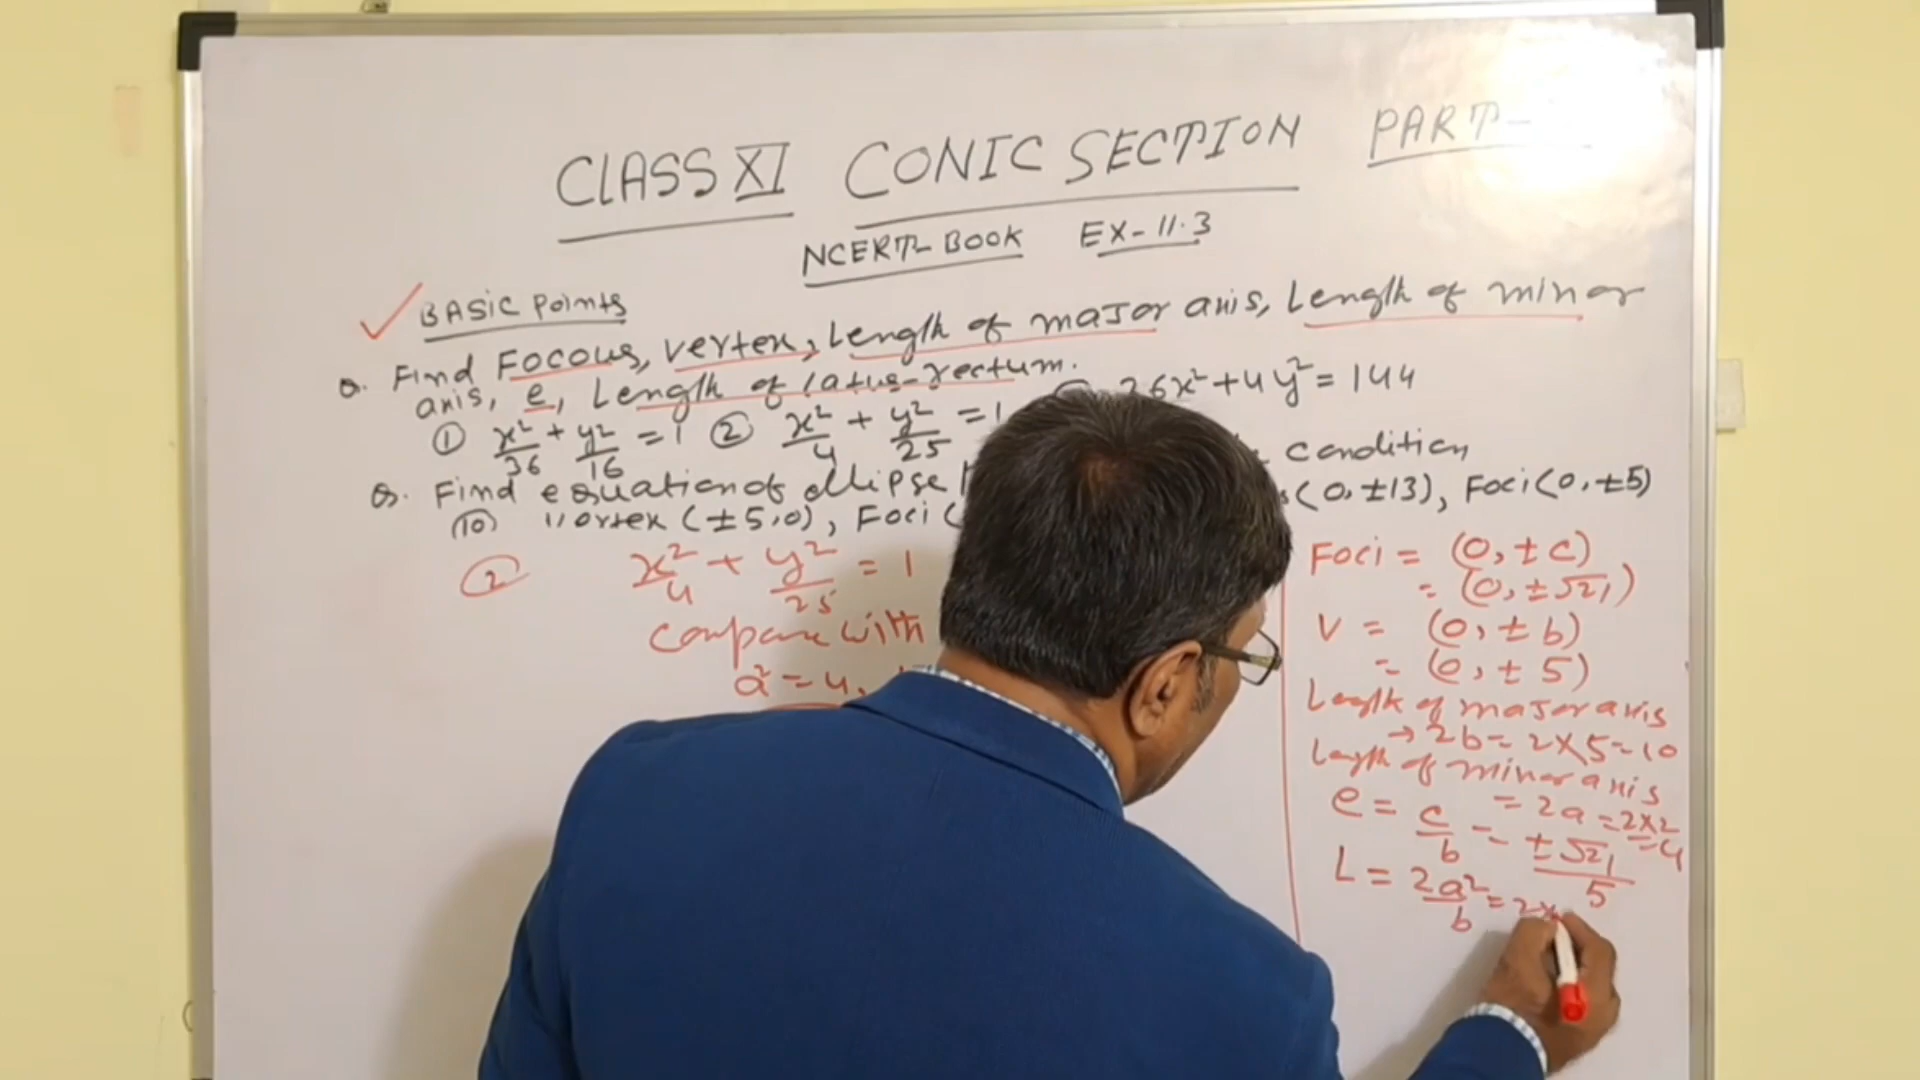 CLASS XI CONIC SECTION PART-
NCERT BOOK EX-11.3
BASIC Points
Q. Find Focous, vertex, Length of major axis, Length of minor
axis, e, Length of latus-rectum.
① x²/36 + y²/16 = 1 ② x²/4 + y²/25 = 1 36x²+4y²=144
Q. Find equation of ellipse condition
⑩ Vertex (±5,0), Foci ( (0,±13), Foci(0,±5)
② x²/4 + y²/25 = 1
Compare with
a² = 4,
Foci = (0, ± c)
= (0, ±√21)
V = (0, ± b)
= (0, ± 5)
Length of major axis
→ 2b = 2×5=10
Length of minor axis
= 2a = 2×2
= 4
e = c/b = ±√21/5
L = 2a²/b = 2×